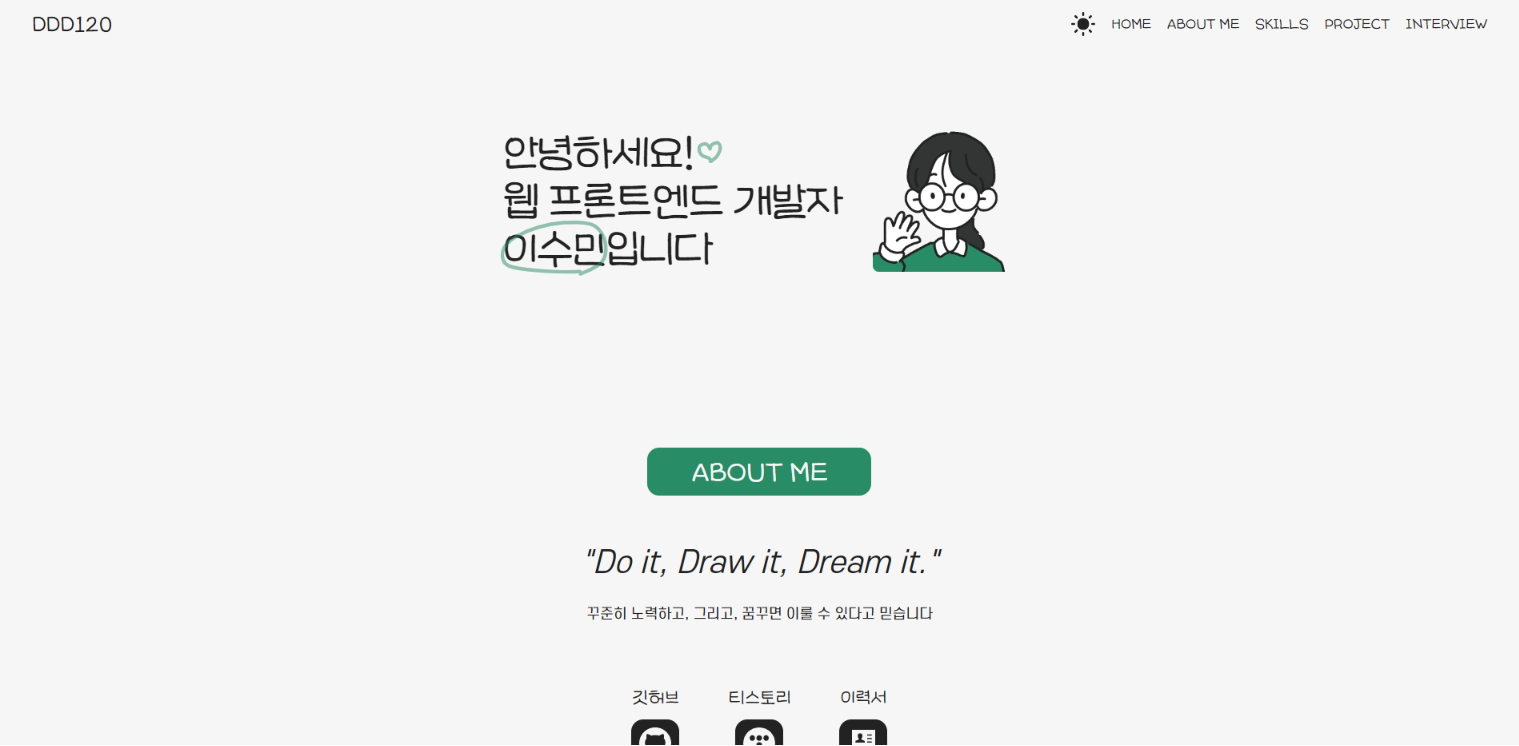 DDD120
HOME ABOUT ME SKILLS PROJECT INTERVIEW
안녕하세요!
웹 프론트엔드 개발자
이수민입니다
ABOUT ME
"Do it, Draw it, Dream it."
꾸준히 노력하고, 그리고, 꿈꾸면 이룰 수 있다고 믿습니다
깃허브 티스토리 이력서